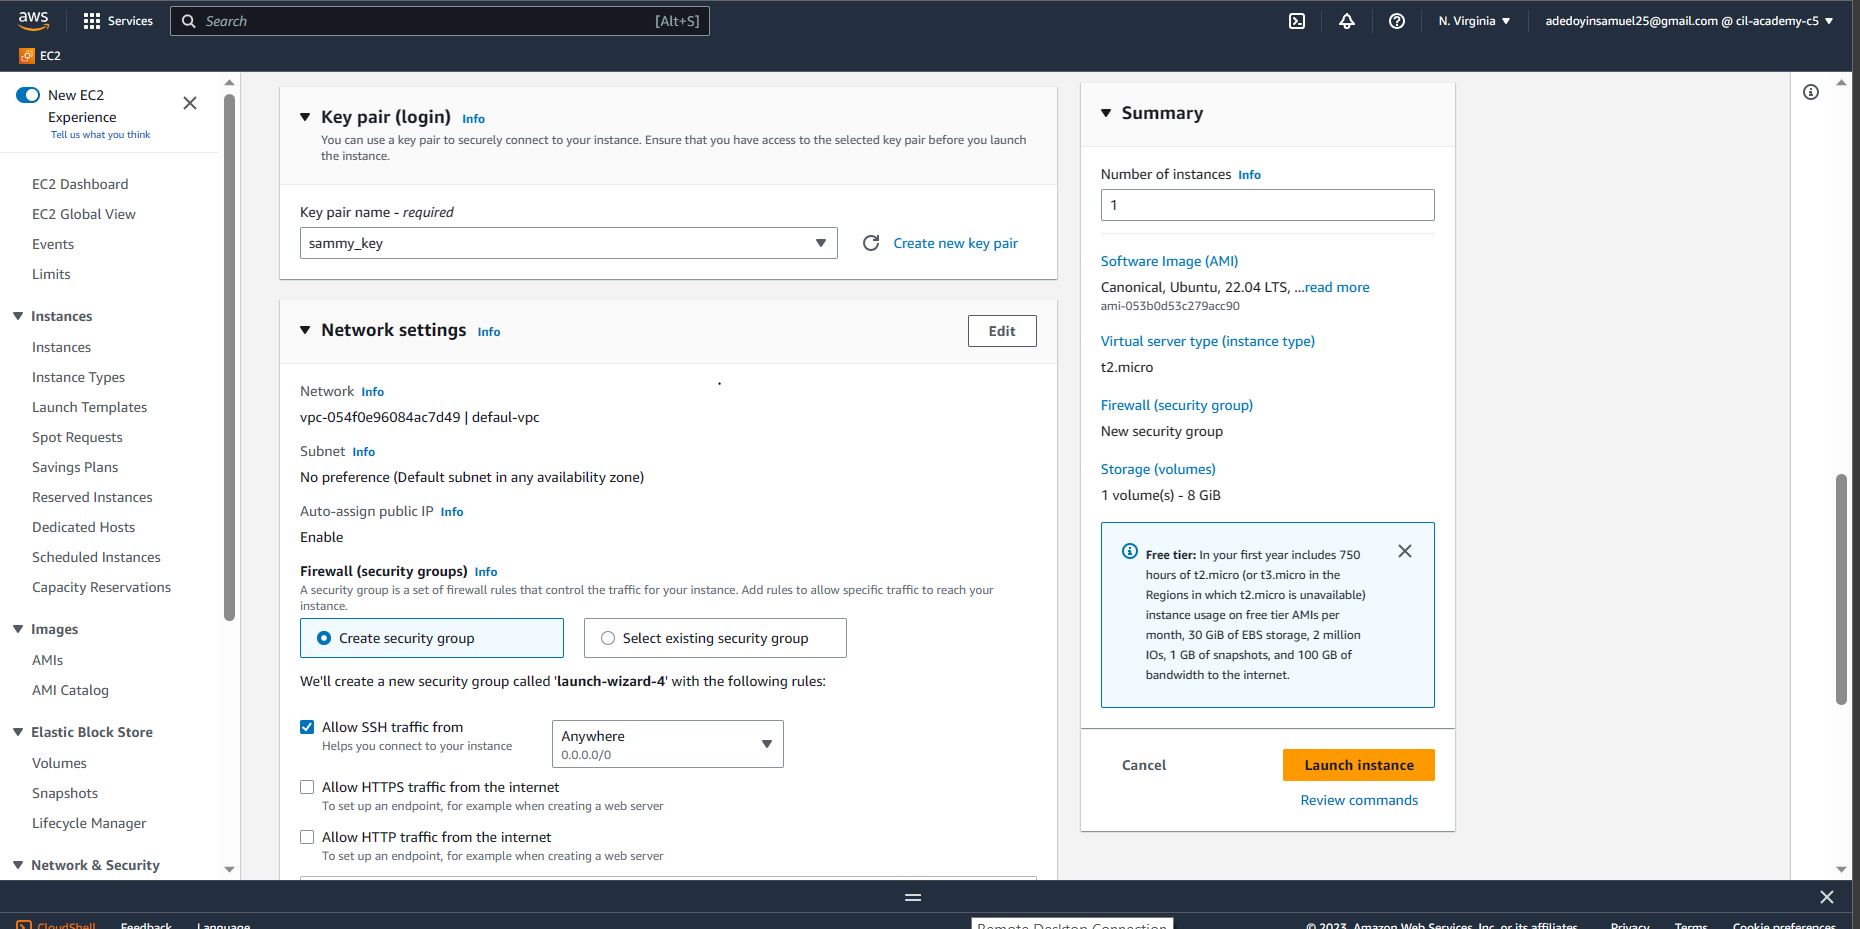 aws
Services
Search
[Alt+S]
N. Virginia
adedoyinsamuel25@gmail.com @ cil-academy-c5
EC2
New EC2
Experience
Tell us what you think
EC2 Dashboard
EC2 Global View
Events
Limits
Instances
Instances
Instance Types
Launch Templates
Spot Requests
Savings Plans
Reserved Instances
Dedicated Hosts
Scheduled Instances
Capacity Reservations
Images
AMIs
AMI Catalog
Elastic Block Store
Volumes
Snapshots
Lifecycle Manager
Network & Security
Key pair (login) Info
You can use a key pair to securely connect to your instance. Ensure that you have access to the selected key pair before you launch
the instance.
Key pair name - required
sammy_key
Create new key pair
Network settings Info
Edit
Network Info
vpc-054f0e96084ac7d49 | defaul-vpc
Subnet Info
No preference (Default subnet in any availability zone)
Auto-assign public IP Info
Enable
Firewall (security groups) Info
A security group is a set of firewall rules that control the traffic for your instance. Add rules to allow specific traffic to reach your
instance.
Create security group
Select existing security group
We'll create a new security group called 'launch-wizard-4' with the following rules:
Allow SSH traffic from
Helps you connect to your instance
Anywhere
0.0.0.0/0
Allow HTTPS traffic from the internet
To set up an endpoint, for example when creating a web server
Allow HTTP traffic from the internet
To set up an endpoint, for example when creating a web server
Summary
Number of instances Info
1
Software Image (AMI)
Canonical, Ubuntu, 22.04 LTS, ...read more
ami-053b0d53c279acc90
Virtual server type (instance type)
t2.micro
Firewall (security group)
New security group
Storage (volumes)
1 volume(s) - 8 GiB
Free tier: In your first year includes 750
hours of t2.micro (or t3.micro in the
Regions in which t2.micro is unavailable)
instance usage on free tier AMIs per
month, 30 GiB of EBS storage, 2 million
IOs, 1 GB of snapshots, and 100 GB of
bandwidth to the internet.
Cancel
Launch instance
Review commands
CloudShell
Feedback
Language
Remote Desktop Connection
© 2023, Amazon Web Services, Inc. or its affiliates.
Privacy
Terms
Cookie preferences